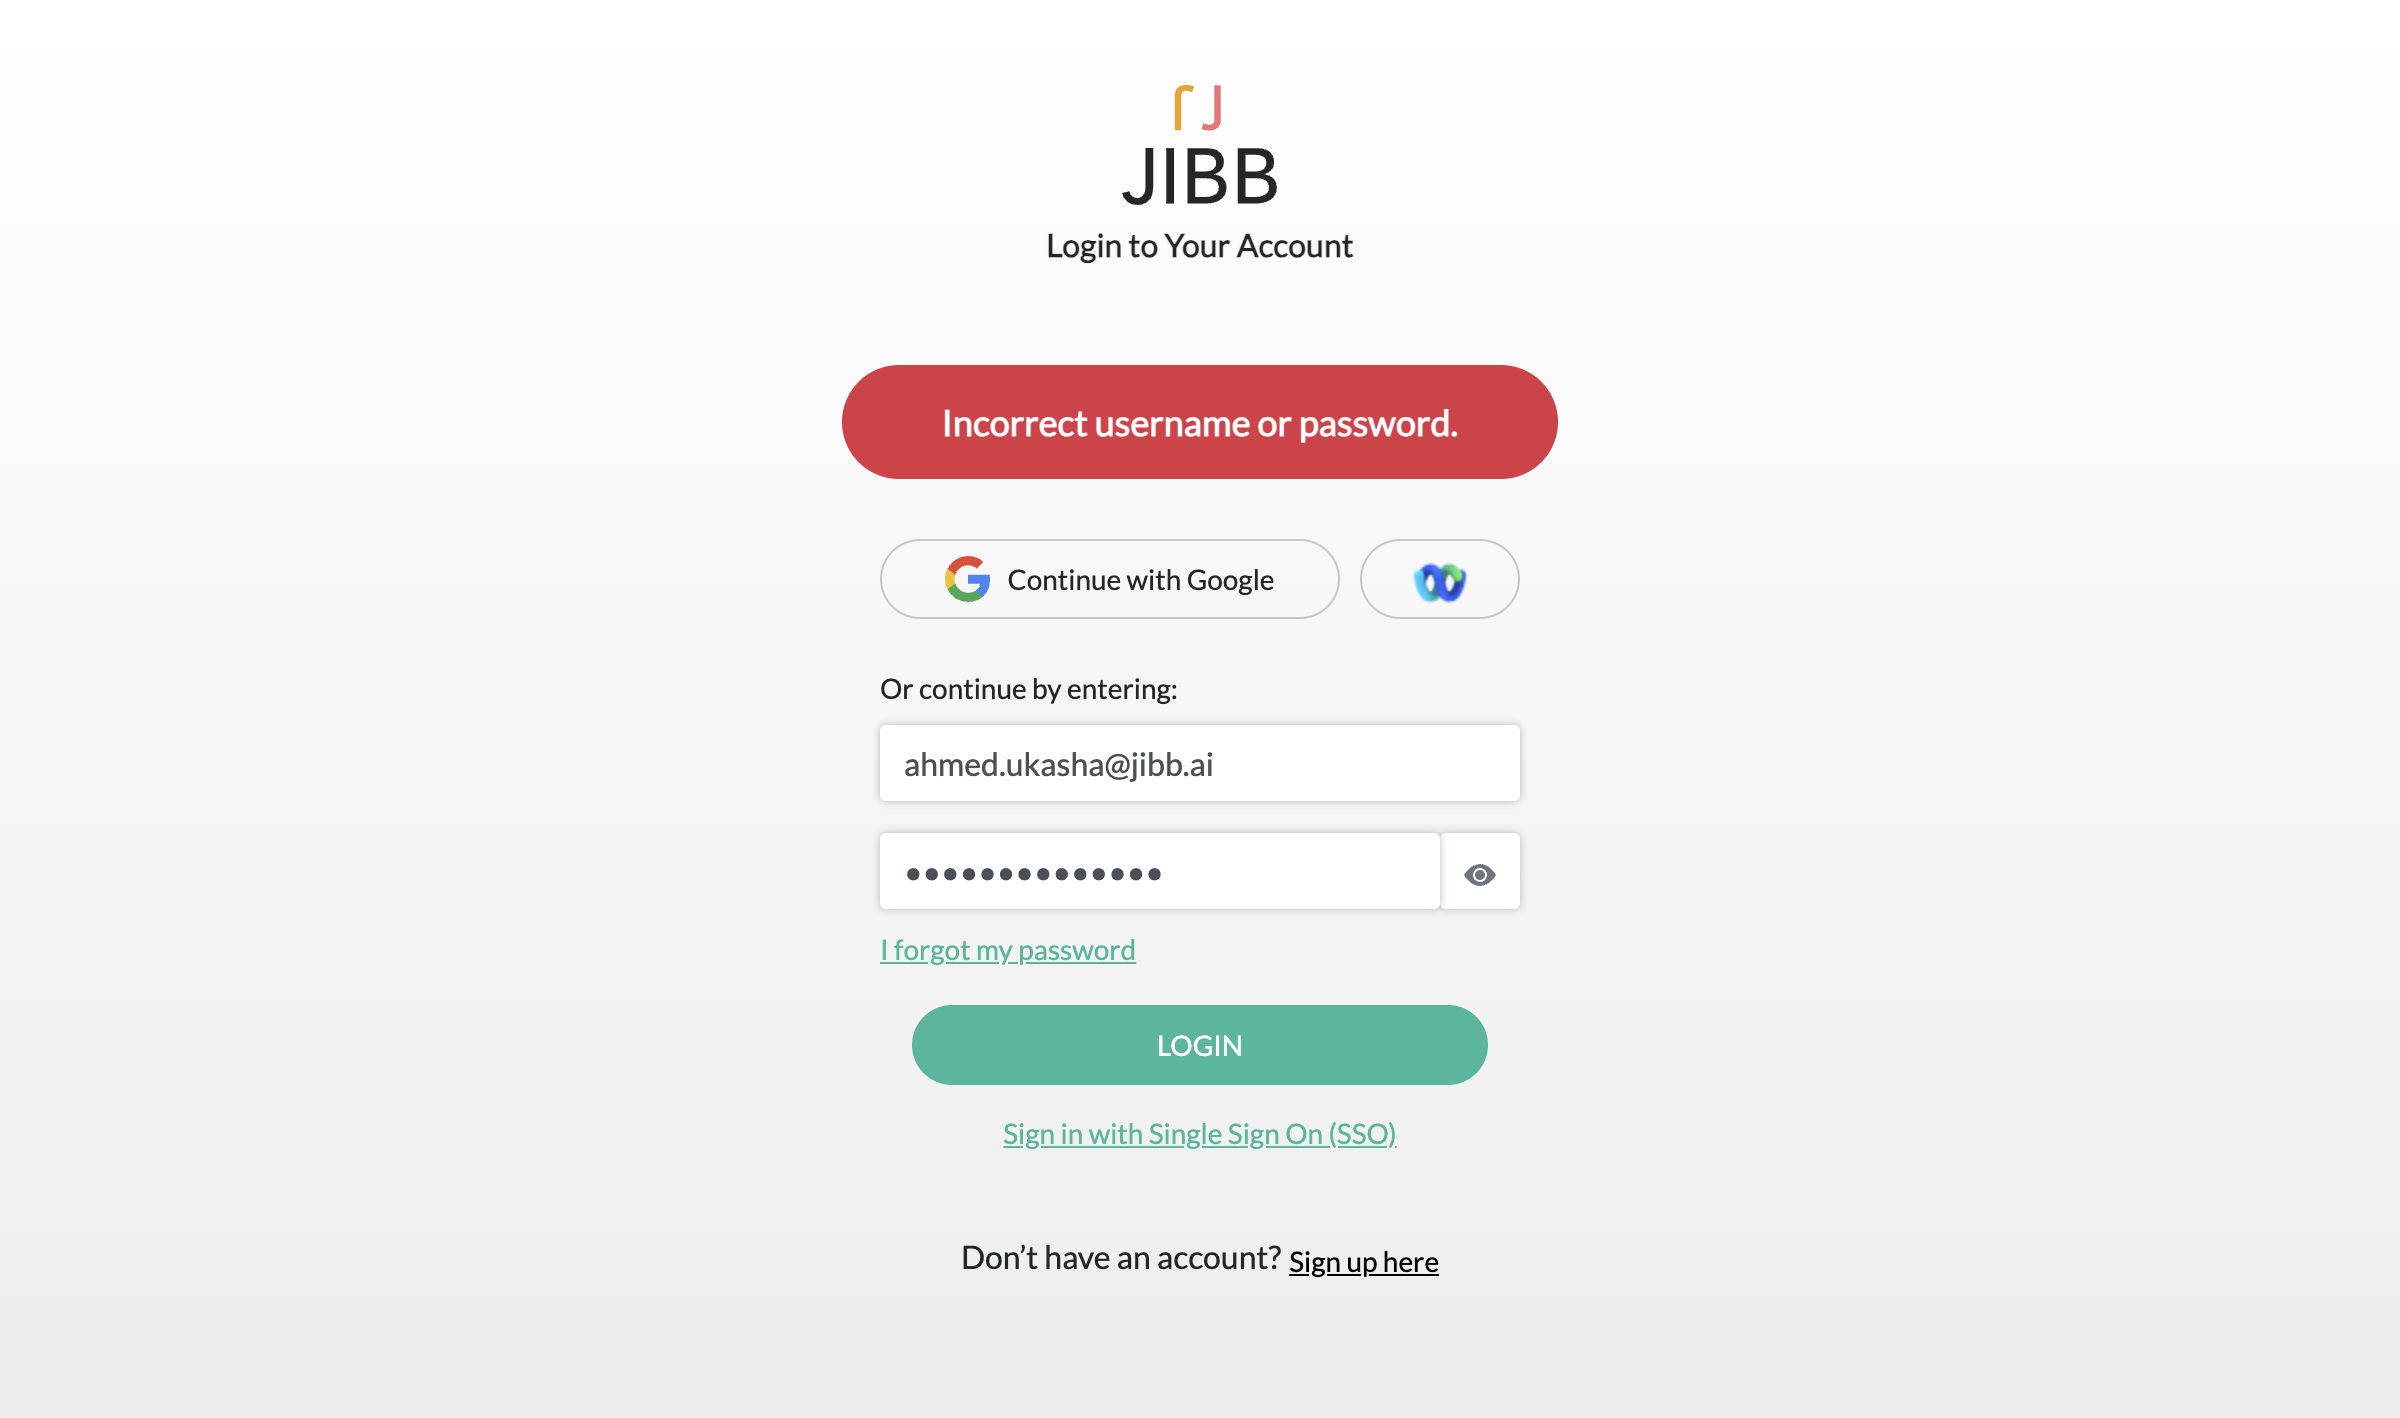 JIBB
Login to Your Account
Incorrect username or password.
Continue with Google
Or continue by entering:
ahmed.ukasha@jibb.ai
••••••••••••••
I forgot my password
LOGIN
Sign in with Single Sign On (SSO)
Don’t have an account? Sign up here